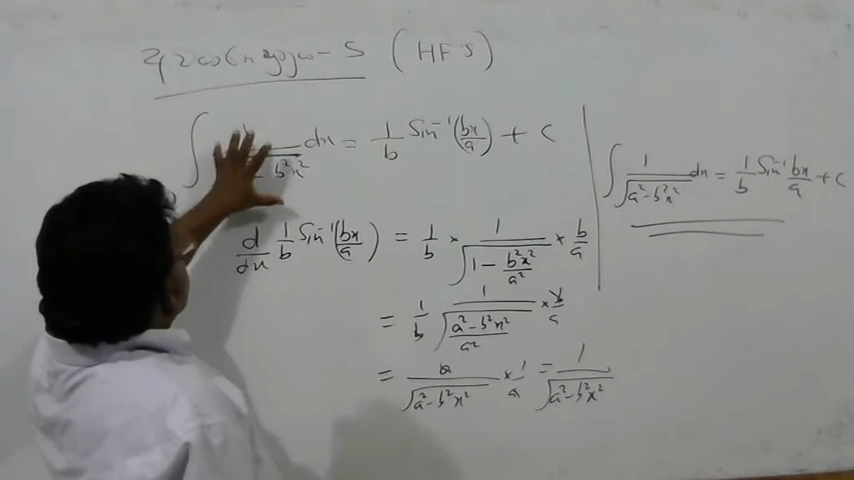 (HFS)
∫ dx = 1/b Sin⁻¹(bx/a) + C
d/dx 1/b Sin⁻¹(bx/a) = 1/b × 1/√(1 - b²x²/a²) × b/a
= 1/b 1/√((a²-b²x²)/a²) × b/a
= a/√(a²-b²x²) × 1/a = 1/√(a²-b²x²)
∫ 1/√(a²-b²x²) dx = 1/b Sin⁻¹ bx/a + C